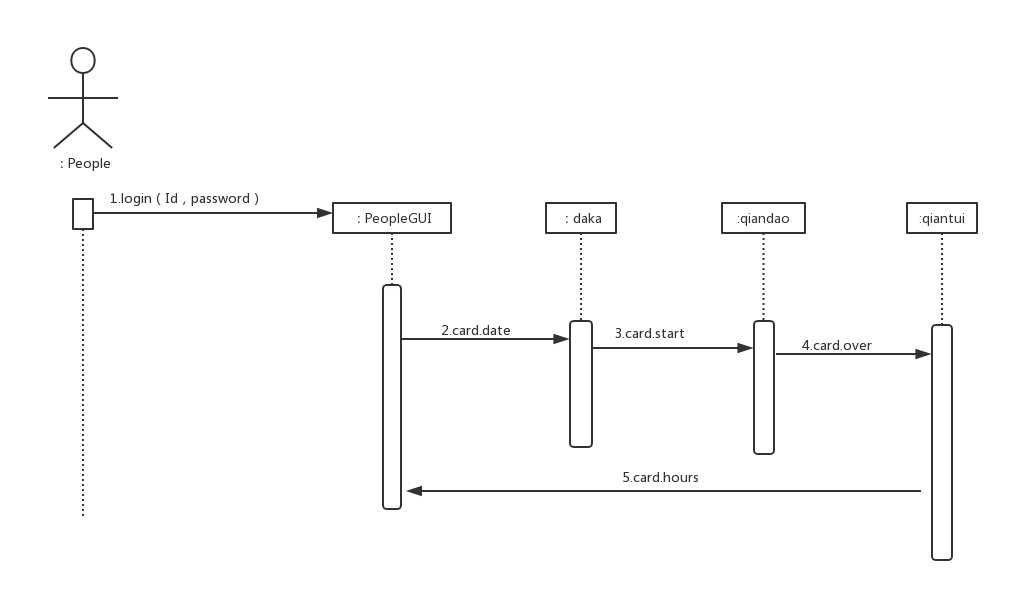 : People
1.login ( Id , password )
: PeopleGUI
: daka
:qiandao
:qiantui
2.card.date
3.card.start
4.card.over
5.card.hours